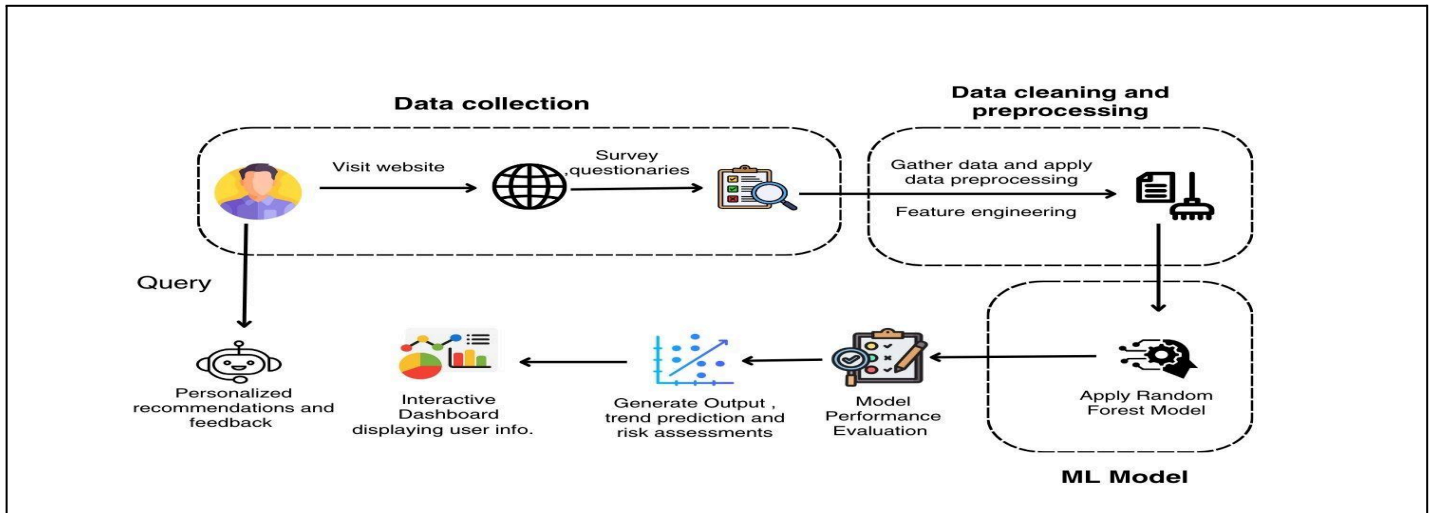 Data collection
Data cleaning and
preprocessing
Visit website
Survey
,questionaries
Gather data and apply
data preprocessing
Feature engineering
Query
Personalized
recommendations and
feedback
Interactive
Dashboard
displaying user info.
Generate Output ,
trend prediction and
risk assessments
Model
Performance
Evaluation
Apply Random
Forest Model
ML Model